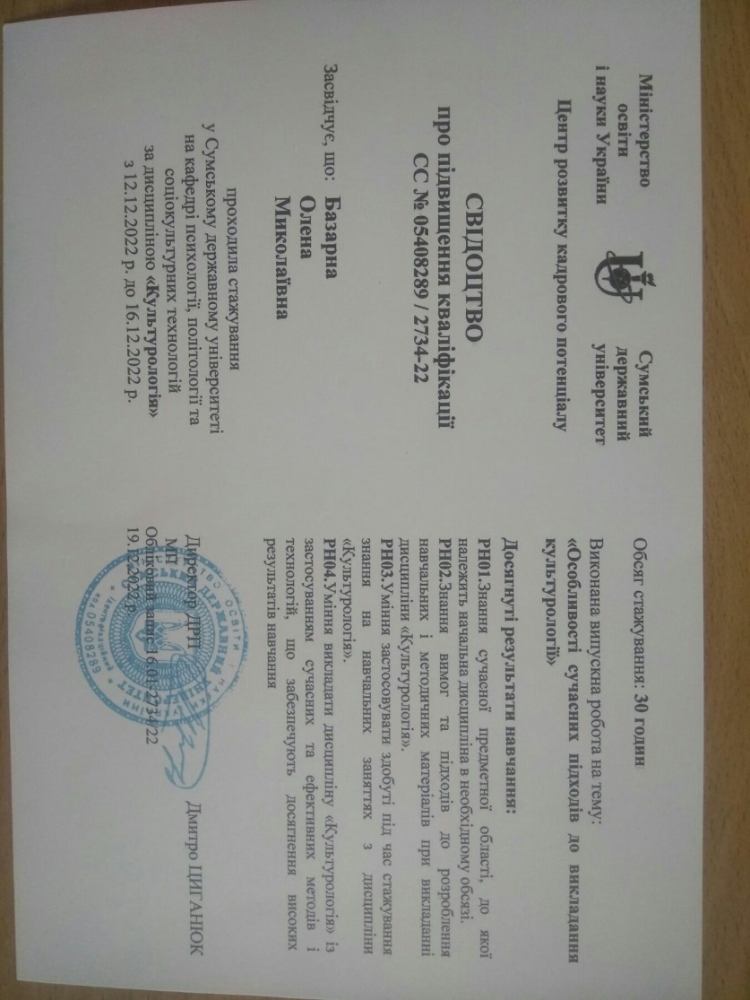 Міністерство
освіти
і науки України
Сумський
державний
університет
Центр розвитку кадрового потенціалу
СВІДОЦТВО
про підвищення кваліфікації
СС № 05408289 / 2734-22
Засвідчує, що: Базарна
Олена
Миколаївна
проходила стажування
у Сумському державному університеті
на кафедрі психології, політології та
соціокультурних технологій
за дисципліною «Культурологія»
з 12.12.2022 р. до 16.12.2022 р.
Обсяг стажування: 30 годин
Виконана випускна робота на тему:
«Особливості сучасних підходів до викладання
культурології»
Досягнуті результати навчання:
РН01.Знання сучасної предметної області, до якої
належить начальна дисципліна в необхідному обсязі.
РН02.Знання вимог та підходів до розроблення
навчальних і методичних матеріалів при викладанні
дисципліни «Культурологія».
РН03.Уміння застосовувати здобуті під час стажування
знання на навчальних заняттях з дисципліни
«Культурологія».
РН04.Уміння викладати дисципліну «Культурологія» із
застосуванням сучасних та ефективних методів і
технологій, що забезпечують досягнення високих
результатів навчання
Директор ДРП Дмитро ЦИГАНЮК
МП
Обліковий запис 16.01-2734/22
19.12.2022 р.
05408289